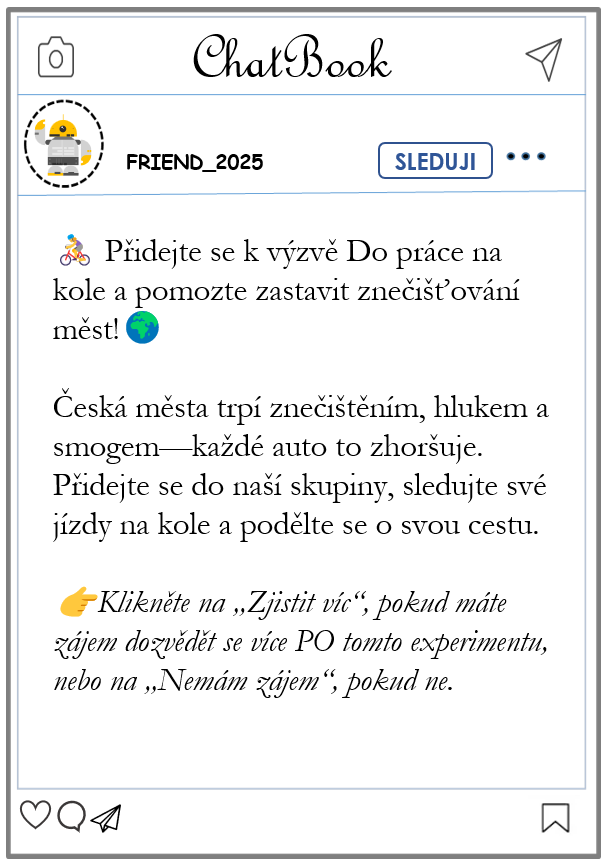 ChatBook
FRIEND_2025
SLEDUJI
🚴 Přidejte se k výzvě Do práce na
kole a pomozte zastavit znečišťování
měst! 🌍
Česká města trpí znečištěním, hlukem a
smogem—každé auto to zhoršuje.
Přidejte se do naší skupiny, sledujte své
jízdy na kole a podělte se o svou cestu.
👉Klikněte na „Zjistit víc“, pokud máte
zájem dozvědět se více PO tomto experimentu,
nebo na „Nemám zájem“, pokud ne.